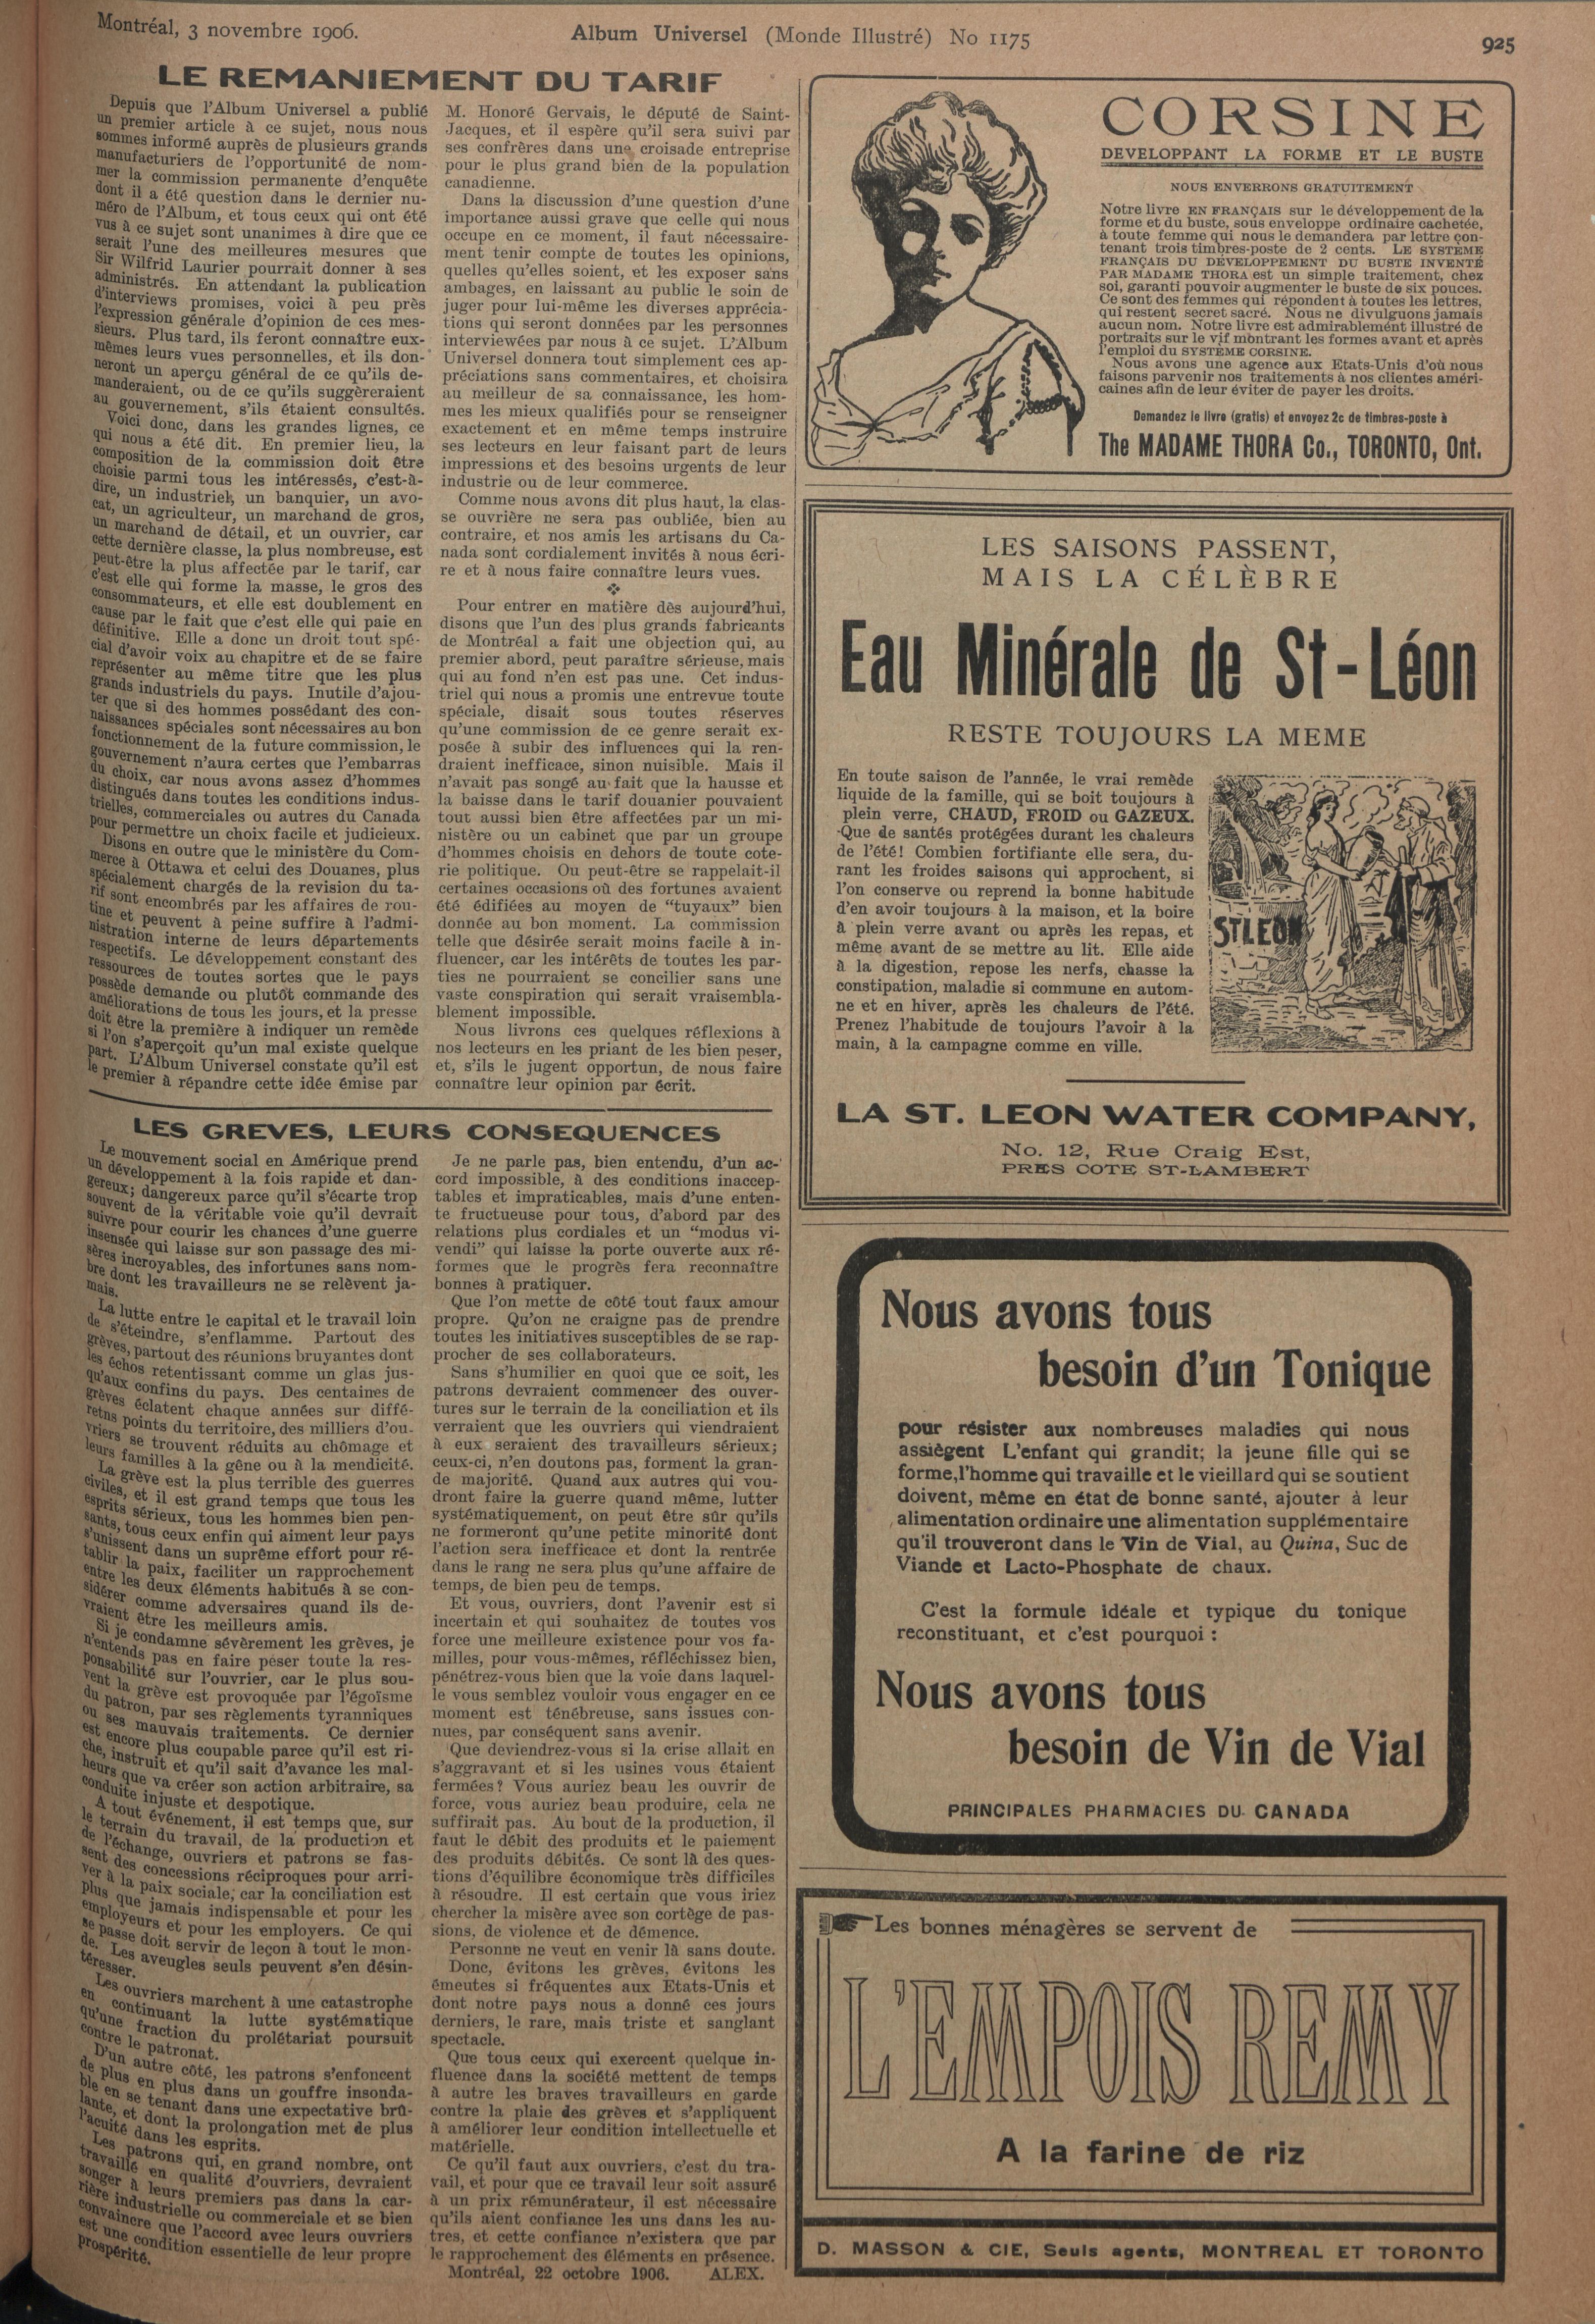 Montréal, 3 novembre 1906.
Album Universel (Monde Illustré) No 1175
925
LE REMANIEMENT DU TARIF
Depuis que l'Album Universel a publié
un premier article à ce sujet, nous nous
sommes informé auprès de plusieurs grands
manufacturiers de l'opportunité de nom-
mer la commission permanente d'enquête
dont il a été question dans le dernier nu-
méro de l'Album, et tous ceux qui ont été
vus à ce sujet sont unanimes à dire que ce
serait l'une des meilleures mesures que
Sir Wilfrid Laurier pourrait donner à ses
administrés. En attendant la publication
d'interviews promises, voici à peu près
l'expression générale d'opinion de ces mes-
sieurs. Plus tard, ils feront connaître eux-
mêmes leurs vues personnelles, et ils don-
neront un aperçu général de ce qu'ils de-
manderaient, ou de ce qu'ils suggèreraient
au gouvernement, s'ils étaient consultés.
Voici donc, dans les grandes lignes, ce
qui nous a été dit. En premier lieu, la
composition de la commission doit être
choisie parmi tous les intéressés, c'est-à-
dire, un industriel, un banquier, un avo-
cat, un agriculteur, un marchand de gros,
un marchand de détail, et un ouvrier, car
cette dernière classe, la plus nombreuse, est
peut-être la plus affectée par le tarif, car
c'est elle qui forme la masse, le gros des
consommateurs, et elle est doublement en
cause par le fait que c'est elle qui paie en
définitive. Elle a donc un droit tout spé-
cial d'avoir voix au chapitre et de se faire
représenter au même titre que les plus
grands industriels du pays. Inutile d'ajou-
ter que si des hommes possédant des con-
naissances spéciales sont nécessaires au bon
fonctionnement de la future commission, le
gouvernement n'aura certes que l'embarras
du choix, car nous avons assez d'hommes
distingués dans toutes les conditions indus-
trielles, commerciales ou autres du Canada
pour permettre un choix facile et judicieux.
Disons en outre que le ministère du Com-
merce à Ottawa et celui des Douanes, plus
spécialement chargés de la revision du ta-
rif sont encombrés par les affaires de rou-
tine et peuvent à peine suffire à l'admi-
nistration interne de leurs départements
respectifs. Le développement constant des
ressources de toutes sortes que le pays
possède demande ou plutôt commande des
améliorations de tous les jours, et la presse
doit être la première à indiquer un remède
si l'on s'aperçoit qu'un mal existe quelque
part. L'Album Universel constate qu'il est
le premier à répandre cette idée émise par
M. Honoré Gervais, le député de Saint-
Jacques, et il espère qu'il sera suivi par
ses confrères dans une croisade entreprise
pour le plus grand bien de la population
canadienne.
Dans la discussion d'une question d'une
importance aussi grave que celle qui nous
occupe en ce moment, il faut nécessaire-
ment tenir compte de toutes les opinions,
quelles qu'elles soient, et les exposer sans
ambages, en laissant au public le soin de
juger pour lui-même les diverses apprécia-
tions qui seront données par les personnes
interviewées par nous à ce sujet. L'Album
Universel donnera tout simplement ces ap-
préciations sans commentaires, et choisira
au meilleur de sa connaissance, les hom-
mes les mieux qualifiés pour se renseigner
exactement et en même temps instruire
ses lecteurs en leur faisant part de leurs
impressions et des besoins urgents de leur
industrie ou de leur commerce.
Comme nous avons dit plus haut, la clas-
se ouvrière ne sera pas oubliée, bien au
contraire, et nos amis les artisans du Ca-
nada sont cordialement invités à nous écri-
re et à nous faire connaître leurs vues.
Pour entrer en matière dès aujourd'hui,
disons que l'un des plus grands fabricants
de Montréal a fait une objection qui, au
premier abord, peut paraître sérieuse, mais
qui au fond n'en est pas une. Cet indus-
triel qui nous a promis une entrevue toute
spéciale, disait sous toutes réserves
qu'une commission de ce genre serait ex-
posée à subir des influences qui la ren-
draient inefficace, sinon nuisible. Mais il
n'avait pas songé au fait que la hausse et
la baisse dans le tarif douanier pouvaient
tout aussi bien être affectées par un mi-
nistère ou un cabinet que par un groupe
d'hommes choisis en dehors de toute cote-
rie politique. Ou peut-être se rappelait-il
certaines occasions où des fortunes avaient
été édifiées au moyen de "tuyaux" bien
donnée au bon moment. La commission
telle que désirée serait moins facile à in-
fluencer, car les intérêts de toutes les par-
ties ne pourraient se concilier sans une
vaste conspiration qui serait vraisembla-
blement impossible.
Nous livrons ces quelques réflexions à
nos lecteurs en les priant de les bien peser,
et, s'ils le jugent opportun, de nous faire
connaître leur opinion par écrit.
LES GREVES, LEURS CONSEQUENCES
Le mouvement social en Amérique prend
un développement à la fois rapide et dan-
gereux; dangereux parce qu'il s'écarte trop
souvent de la véritable voie qu'il devrait
suivre pour courir les chances d'une guerre
insensée qui laisse sur son passage des mi-
sères incroyables, des infortunes sans nom-
bre dont les travailleurs ne se relèvent ja-
mais.
La lutte entre le capital et le travail loin
de s'éteindre, s'enflamme. Partout des
grèves, partout des réunions bruyantes dont
les échos retentissant comme un glas jus-
qu'aux confins du pays. Des centaines de
grèves éclatent chaque années sur diffé-
retns points du territoire, des milliers d'ou-
vriers se trouvent réduits au chômage et
leurs familles à la gêne ou à la mendicité.
La grève est la plus terrible des guerres
civiles, et il est grand temps que tous les
esprits sérieux, tous les hommes bien pen-
sants, tous ceux enfin qui aiment leur pays
s'unissent dans un suprême effort pour ré-
tablir la paix, faciliter un rapprochement
entre les deux éléments habitués à se con-
sidérer comme adversaires quand ils de-
vraient être les meilleurs amis.
Si je condamne sévèrement les grèves, je
n'entends pas en faire peser toute la res-
ponsabilité sur l'ouvrier, car le plus sou-
vent la grève est provoquée par l'égoïsme
du patron, par ses règlements tyranniques
ou ses mauvais traitements. Ce dernier
est encore plus coupable parce qu'il est ri-
che, instruit et qu'il sait d'avance les mal-
heurs que va créer son action arbitraire, sa
conduite injuste et despotique.
A tout événement, il est temps que, sur
le terrain du travail, de la production et
de l'échange, ouvriers et patrons se fas-
sent des concessions réciproques pour arri-
ver à la paix sociale, car la conciliation est
plus que jamais indispensable et pour les
employeurs et pour les employers. Ce qui
se passe doit servir de leçon à tout le mon-
de. Les aveugles seuls peuvent s'en désin-
téresser.
Les ouvriers marchent à une catastrophe
en continuant la lutte systématique
qu'une fraction du prolétariat poursuit
contre le patronat.
D'un autre côté, les patrons s'enfoncent
de plus en plus dans un gouffre insonda-
ble en se tenant dans une expectative brû-
lante, et dont la prolongation met de plus
l'acuité dans les esprits.
Les patrons qui, en grand nombre, ont
travaillé en qualité d'ouvriers, devraient
songer à leurs premiers pas dans la car-
rière industrielle ou commerciale et se bien
convaincre que l'accord avec leurs ouvriers
est une condition essentielle de leur propre
prospérité.
Je ne parle pas, bien entendu, d'un ac-
cord impossible, à des conditions inaccep-
tables et impraticables, mais d'une enten-
te fructueuse pour tous, d'abord par des
relations plus cordiales et un "modus vi-
vendi" qui laisse la porte ouverte aux ré-
formes que le progrès fera reconnaître
bonnes à pratiquer.
Que l'on mette de côté tout faux amour
propre. Qu'on ne craigne pas de prendre
toutes les initiatives susceptibles de se rap-
procher de ses collaborateurs.
Sans s'humilier en quoi que ce soit, les
patrons devraient commencer des ouver-
tures sur le terrain de la conciliation et ils
verraient que les ouvriers qui viendraient
à eux seraient des travailleurs sérieux;
ceux-ci, n'en doutons pas, forment la gran-
de majorité. Quand aux autres qui vou-
dront faire la guerre quand même, lutter
systématiquement, on peut être sûr qu'ils
ne formeront qu'une petite minorité dont
l'action sera inefficace et dont la rentrée
dans le rang ne sera plus qu'une affaire de
temps, de bien peu de temps.
Et vous, ouvriers, dont l'avenir est si
incertain et qui souhaitez de toutes vos
force une meilleure existence pour vos fa-
milles, pour vous-mêmes, réfléchissez bien,
pénétrez-vous bien que la voie dans laquel-
le vous semblez vouloir vous engager en ce
moment est ténébreuse, sans issues con-
nues, par conséquent sans avenir.
Que deviendrez-vous si la crise allait en
s'aggravant et si les usines vous étaient
fermées? Vous auriez beau les ouvrir de
force, vous auriez beau produire, cela ne
suffirait pas. Au bout de la production, il
faut le débit des produits et le paiement
des produits débités. Ce sont là des ques-
tions d'équilibre économique très difficiles
à résoudre. Il est certain que vous iriez
chercher la misère avec son cortège de pas-
sions, de violence et de démence.
Personne ne veut en venir là sans doute.
Donc, évitons les grèves, évitons les
émeutes si fréquentes aux Etats-Unis et
dont notre pays nous a donné ces jours
derniers, le rare, mais triste et sanglant
spectacle.
Que tous ceux qui exercent quelque in-
fluence dans la société mettent de temps
à autre les braves travailleurs en garde
contre la plaie des grèves et s'appliquent
à améliorer leur condition intellectuelle et
matérielle.
Ce qu'il faut aux ouvriers, c'est du tra-
vail, et pour que ce travail leur soit assuré
à un prix rémunérateur, il est nécessaire
qu'ils aient confiance les uns dans les au-
tres, et cette confiance n'existera que par
le rapprochement des éléments en présence.
Montréal, 22 octobre 1906. ALEX.
CORSINE
DEVELOPPANT LA FORME ET LE BUSTE
NOUS ENVERRONS GRATUITEMENT
Notre livre EN FRANÇAIS sur le développement de la
forme et du buste, sous enveloppe ordinaire cachetée,
à toute femme qui nous le demandera par lettre con-
tenant trois timbres-poste de 2 cents. LE SYSTEME
FRANÇAIS DU DÉVELOPPEMENT DU BUSTE INVENTÉ
PAR MADAME THORA est un simple traitement, chez
soi, garanti pouvoir augmenter le buste de six pouces.
Ce sont des femmes qui répondent à toutes les lettres,
qui restent secret sacré. Nous ne divulguons jamais
aucun nom. Notre livre est admirablement illustré de
portraits sur le vif montrant les formes avant et après
l'emploi du SYSTÈME CORSINE.
Nous avons une agence aux Etats-Unis d'où nous
faisons parvenir nos traitements à nos clientes améri-
caines afin de leur éviter de payer les droits.
Demandez le livre (gratis) et envoyez 2c de timbres-poste à
The MADAME THORA Co., TORONTO, Ont.
LES SAISONS PASSENT,
MAIS LA CÉLÈBRE
Eau Minérale de St-Léon
RESTE TOUJOURS LA MEME
En toute saison de l'année, le vrai remède
liquide de la famille, qui se boit toujours à
plein verre, CHAUD, FROID ou GAZEUX.
Que de santés protégées durant les chaleurs
de l'été! Combien fortifiante elle sera, du-
rant les froides saisons qui approchent, si
l'on conserve ou reprend la bonne habitude
d'en avoir toujours à la maison, et la boire
à plein verre avant ou après les repas, et
même avant de se mettre au lit. Elle aide
à la digestion, repose les nerfs, chasse la
constipation, maladie si commune en autom-
ne et en hiver, après les chaleurs de l'été.
Prenez l'habitude de toujours l'avoir à la
main, à la campagne comme en ville.
ST LEON
LA ST. LEON WATER COMPANY,
No. 12, Rue Craig Est,
PRES COTE ST-LAMBERT
Nous avons tous
besoin d'un Tonique
pour résister aux nombreuses maladies qui nous
assiègent L'enfant qui grandit; la jeune fille qui se
forme,l'homme qui travaille et le vieillard qui se soutient
doivent, même en état de bonne santé, ajouter à leur
alimentation ordinaire une alimentation supplémentaire
qu'il trouveront dans le Vin de Vial, au Quina, Suc de
Viande et Lacto-Phosphate de chaux.
C'est la formule idéale et typique du tonique
reconstituant, et c'est pourquoi :
Nous avons tous
besoin de Vin de Vial
PRINCIPALES PHARMACIES DU CANADA
Les bonnes ménagères se servent de
L'EMPOIS REMY
A la farine de riz
D. MASSON & CIE, Seuls agents, MONTREAL ET TORONTO